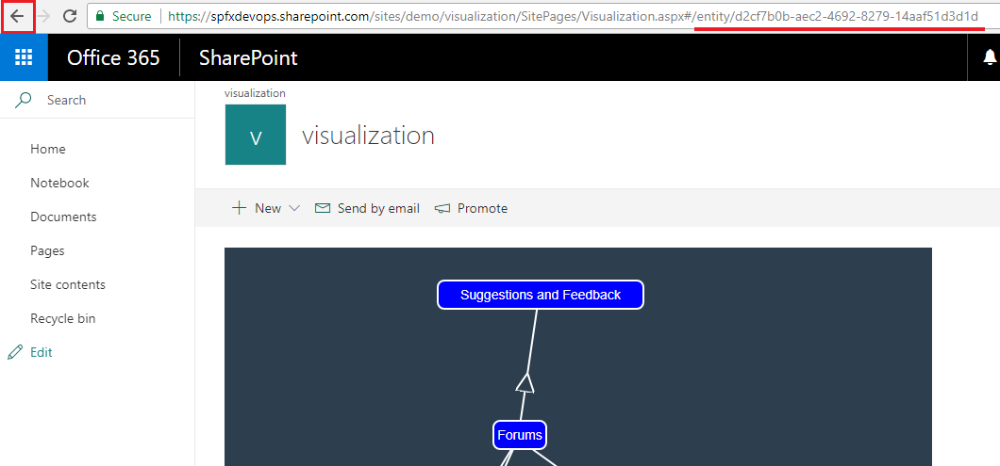 Secure https://spfxdevops.sharepoint.com/sites/demo/visualization/SitePages/Visualization.aspx#/entity/d2cf7b0b-aec2-4692-8279-14aaf51d3d1d
Office 365 SharePoint
Search
Home
Notebook
Documents
Pages
Site contents
Recycle bin
Edit
visualization
V
visualization
New Send by email Promote
Suggestions and Feedback
Forums